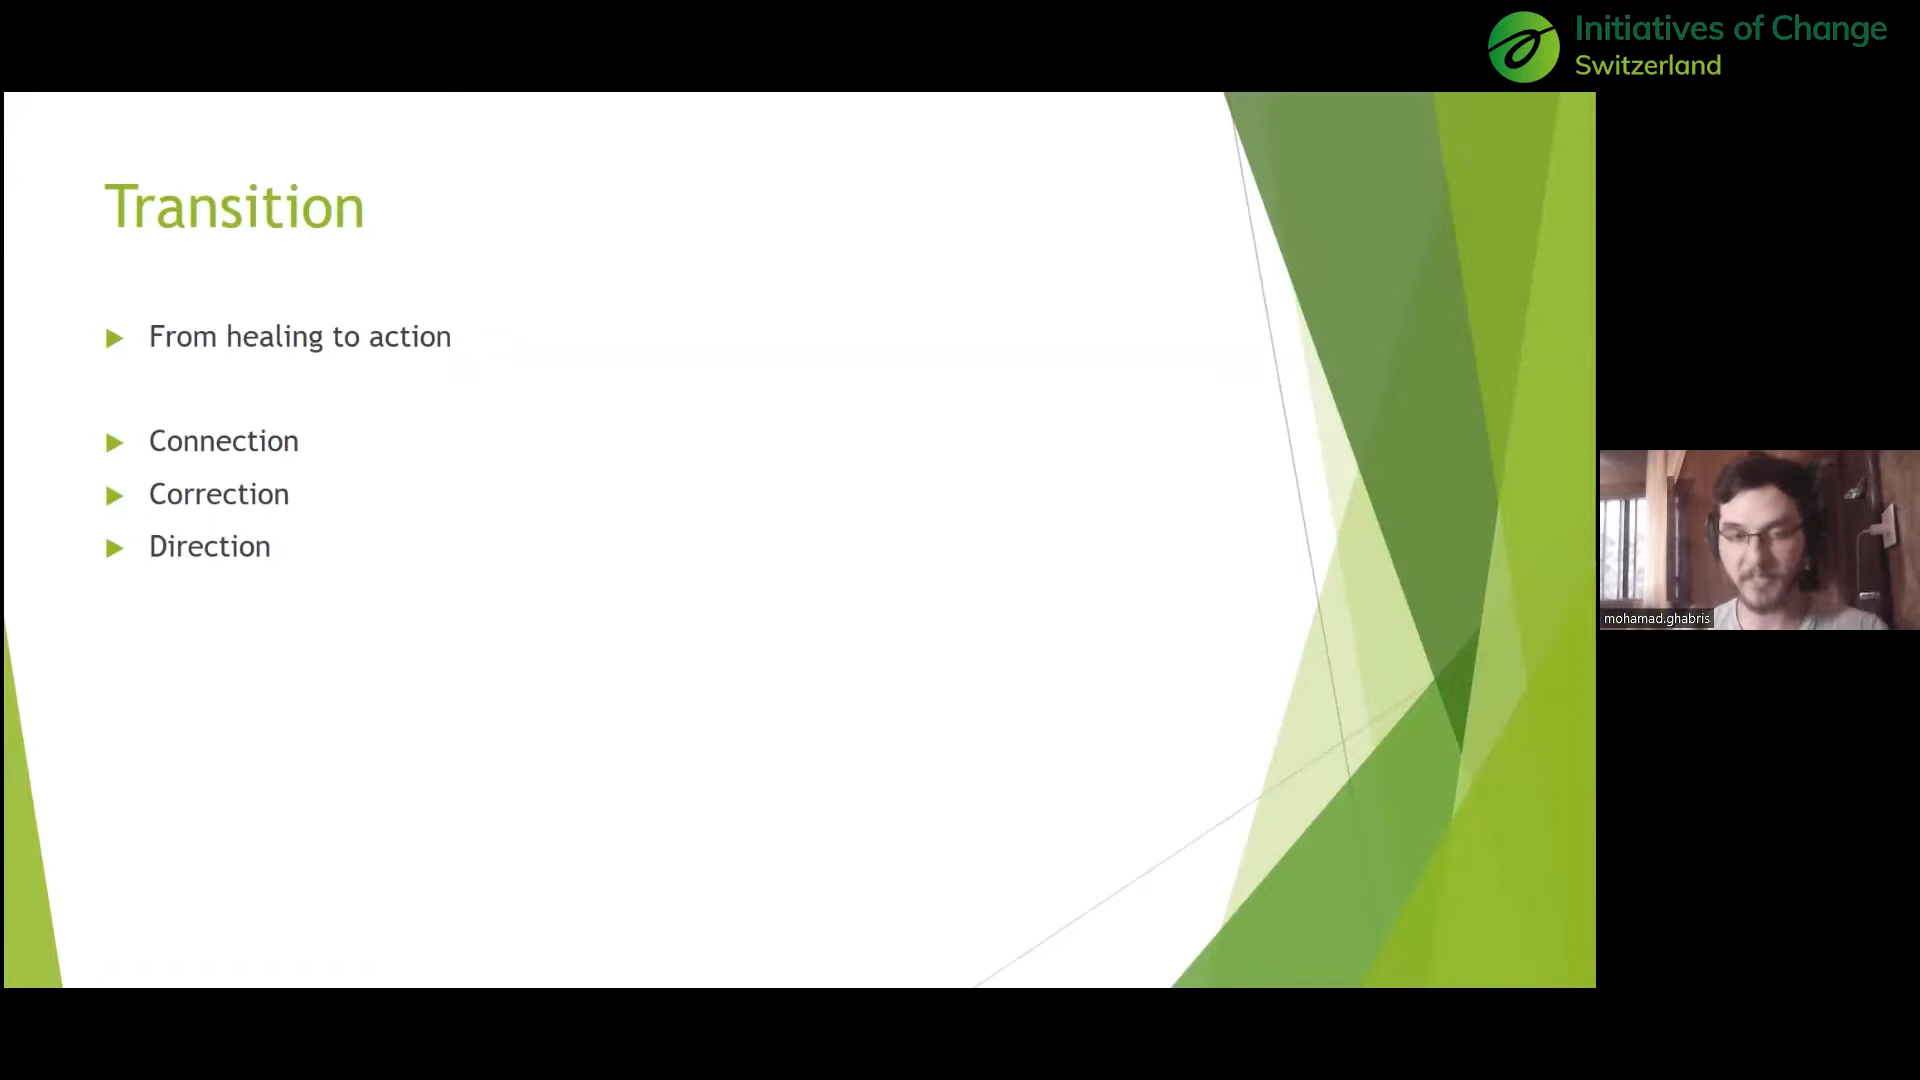 Initiatives of Change
Switzerland
Transition
From healing to action
Connection
Correction
Direction
mohamad.ghabris